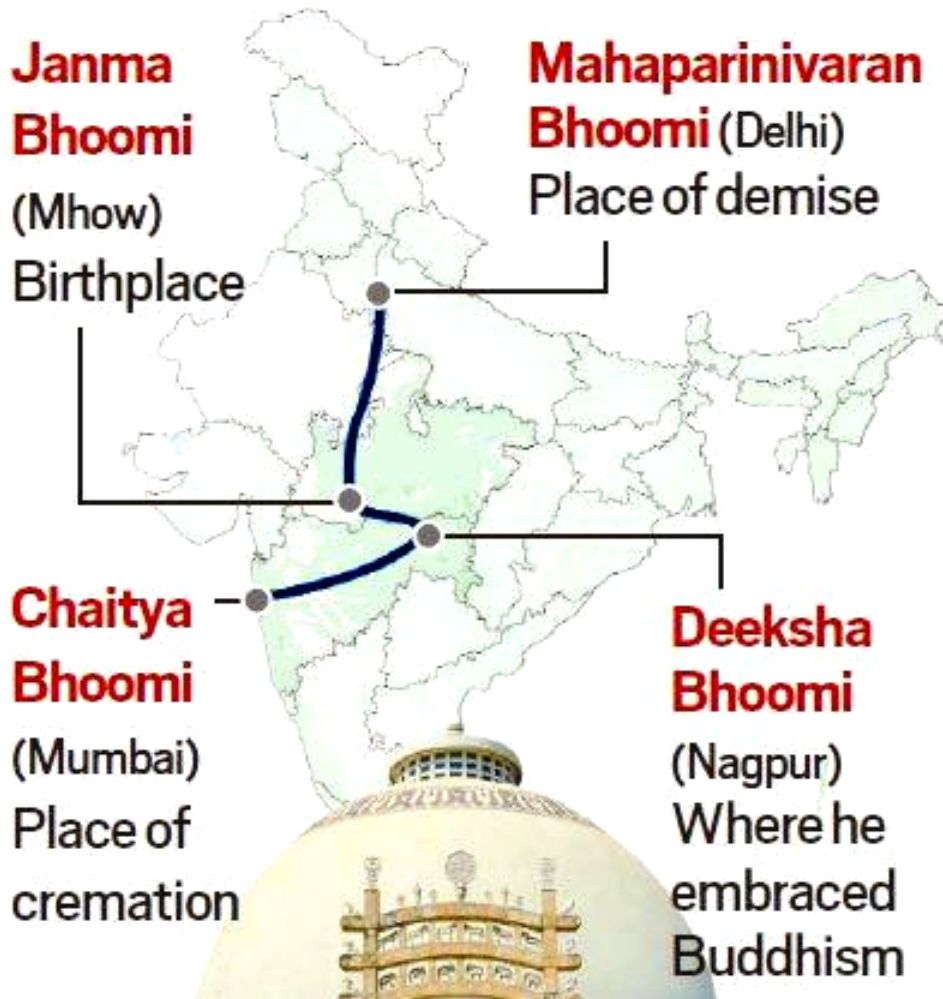 Janma
Bhoomi
(Mhow)
Birthplace
Mahaparinivaran
Bhoomi (Delhi)
Place of demise
Chaitya
Bhoomi
(Mumbai)
Place of
cremation
Deeksha
Bhoomi
(Nagpur)
Where he
embraced
Buddhism